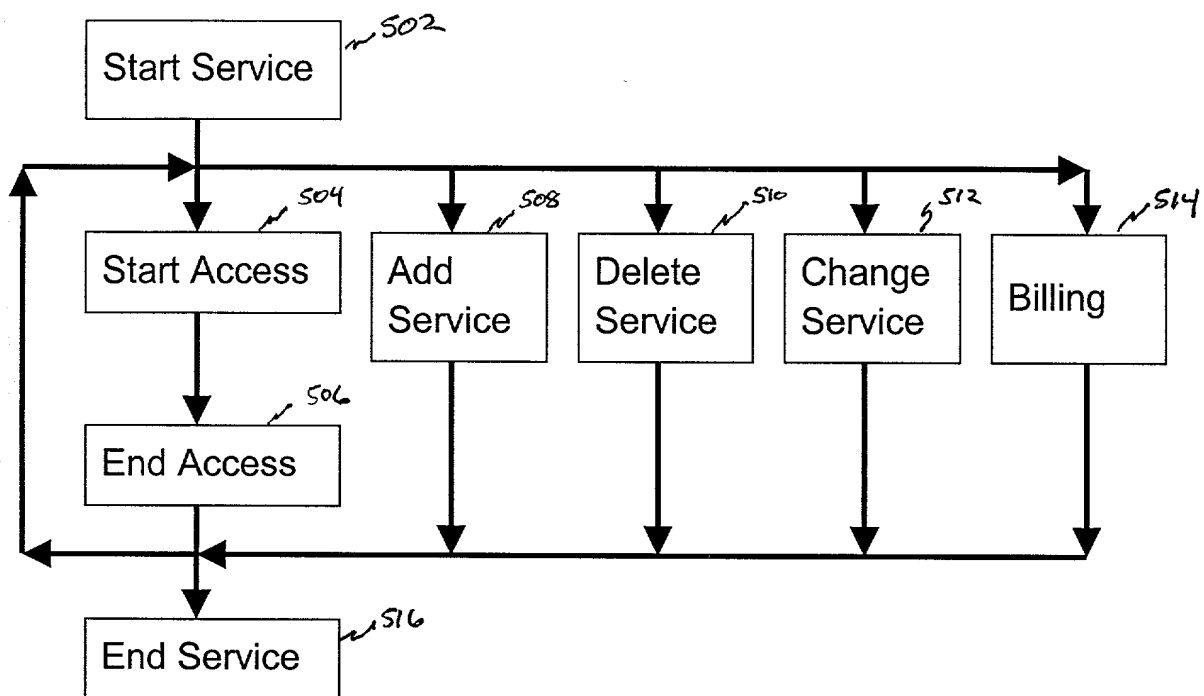 Start Service
502
504
508
510
512
514
Start Access
Add
Service
Delete
Service
Change
Service
Billing
506
End Access
516
End Service